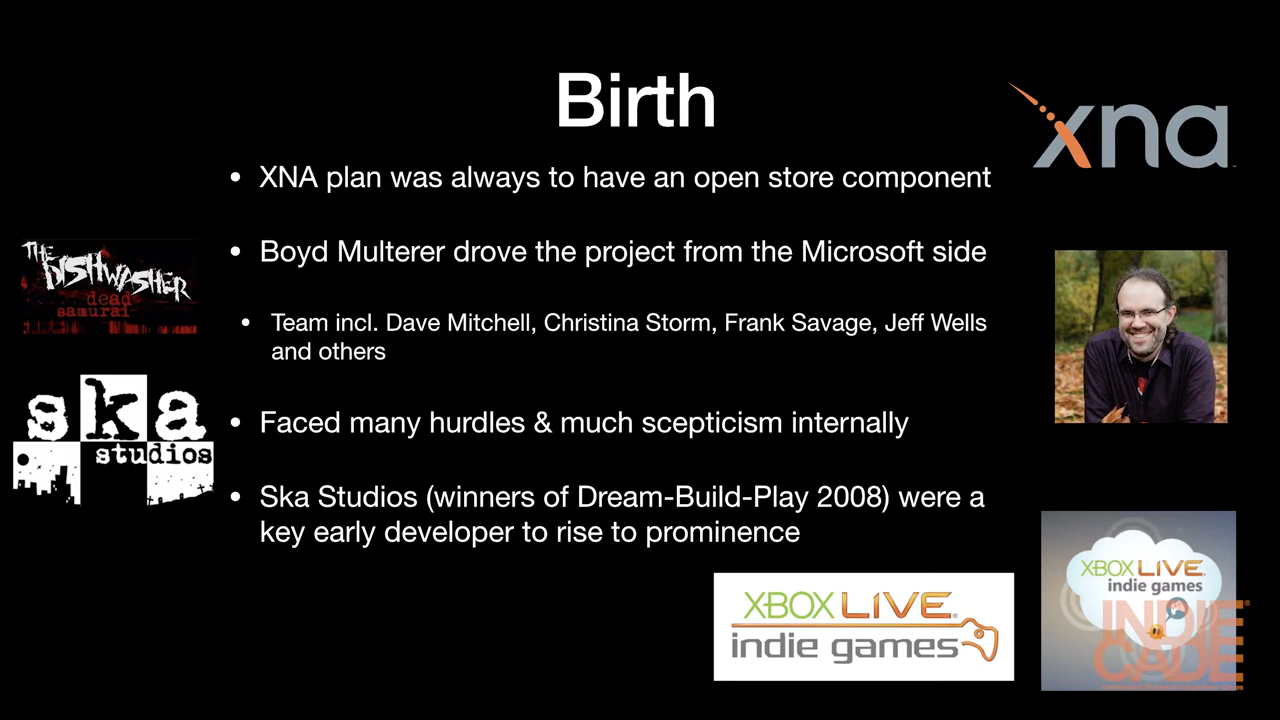 Birth
xna
• XNA plan was always to have an open store component
• Boyd Multerer drove the project from the Microsoft side
THE
DISHWASHER
dead
samurai
• Team incl. Dave Mitchell, Christina Storm, Frank Savage, Jeff Wells
and others
ska
studios
• Faced many hurdles & much scepticism internally
• Ska Studios (winners of Dream-Build-Play 2008) were a
key early developer to rise to prominence
XBOX LIVE
indie games
XBOX LIVE
indie games
INDIE
CADE